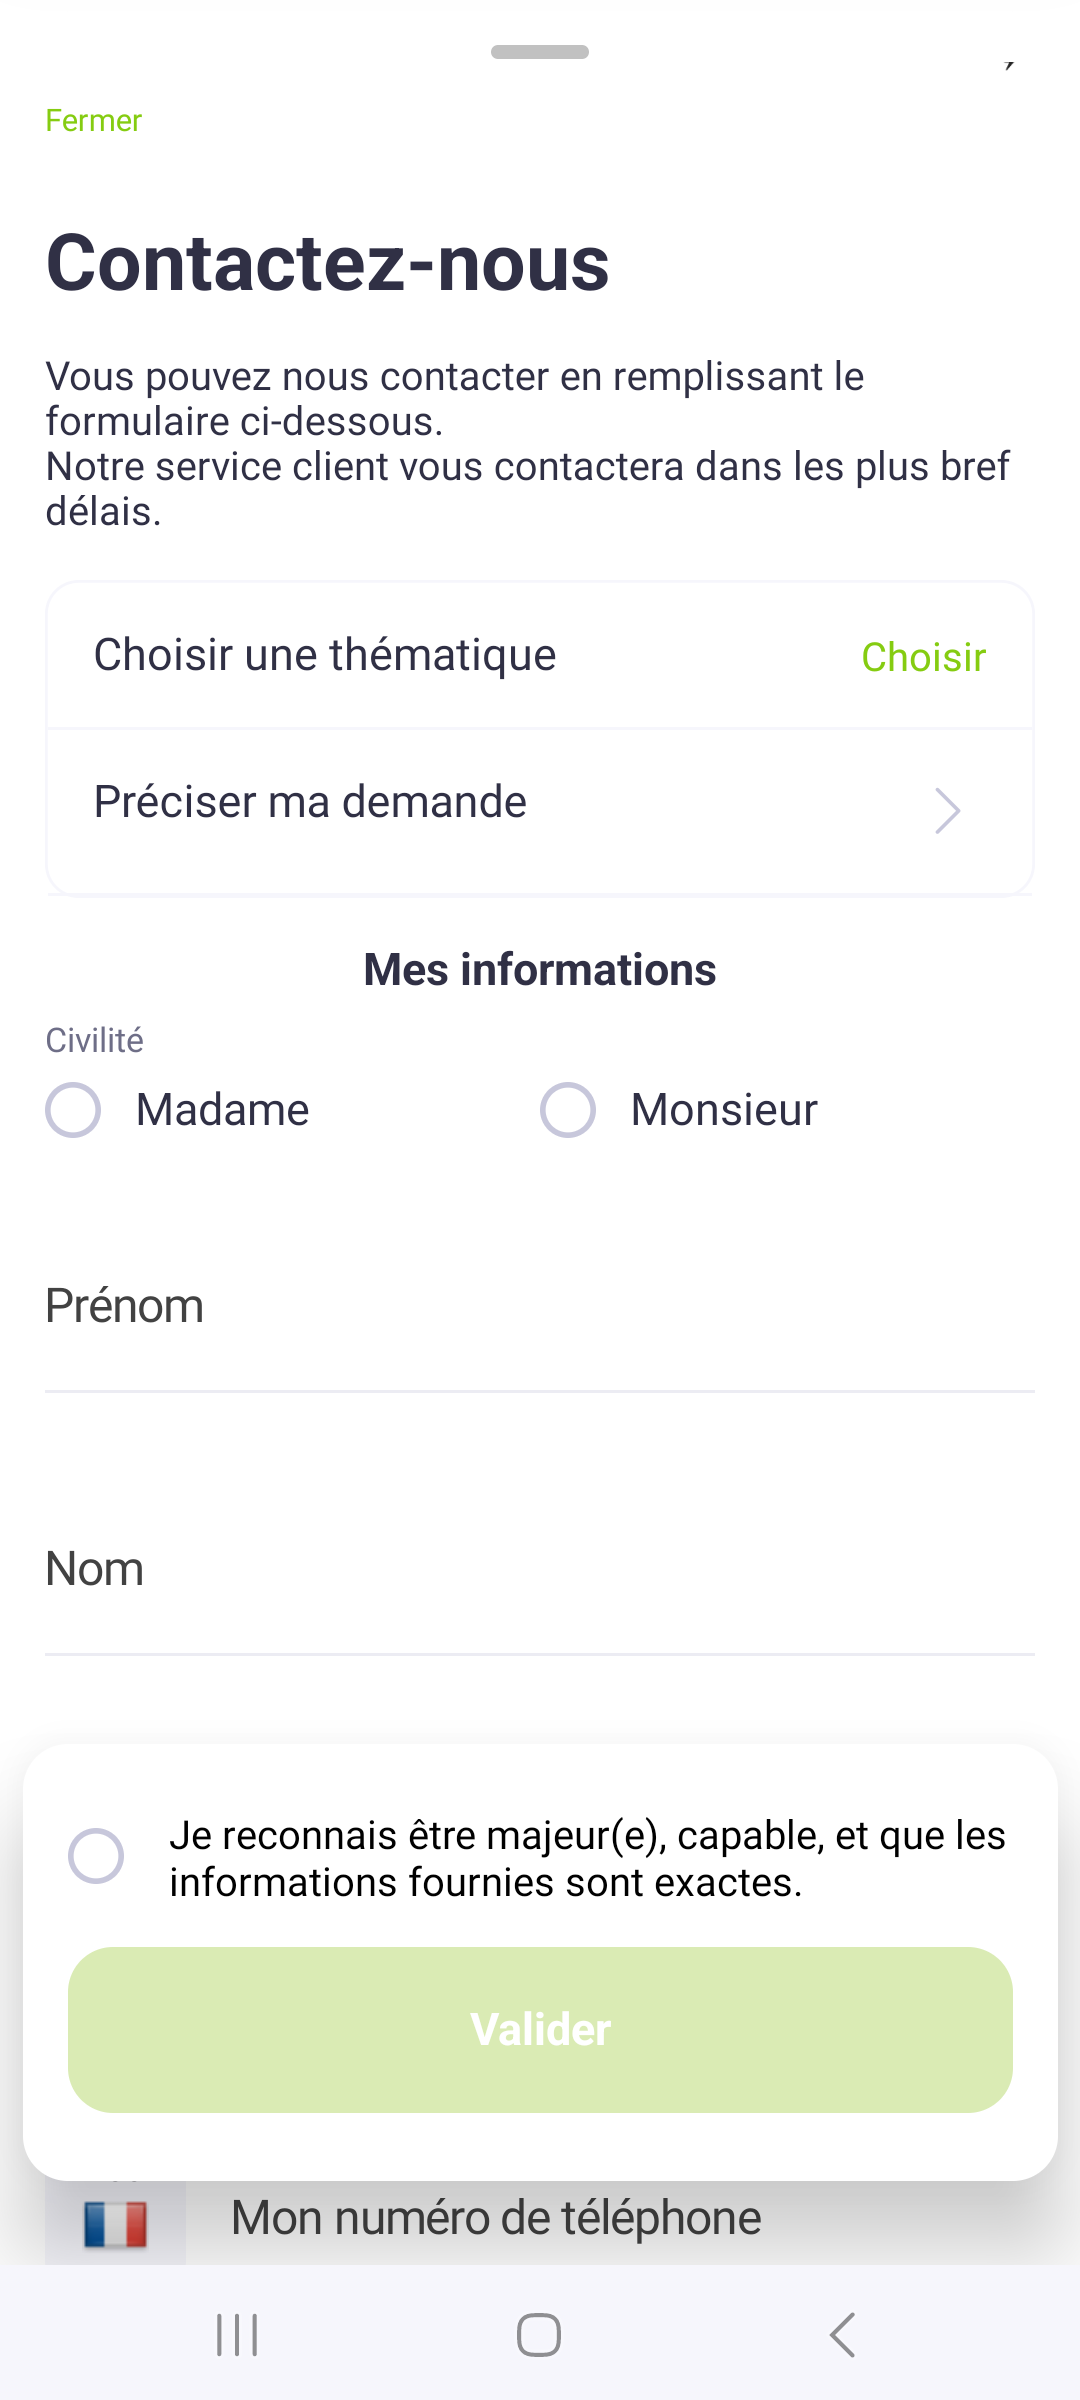 Fermer
Contactez-nous
Vous pouvez nous contacter en remplissant le
formulaire ci-dessous.
Notre service client vous contactera dans les plus bref
délais.
Choisir une thématique
Choisir
Préciser ma demande
Mes informations
Civilité
Madame
Monsieur
Prénom
Nom
Je reconnais être majeur(e), capable, et que les
informations fournies sont exactes.
Valider
Mon numéro de téléphone